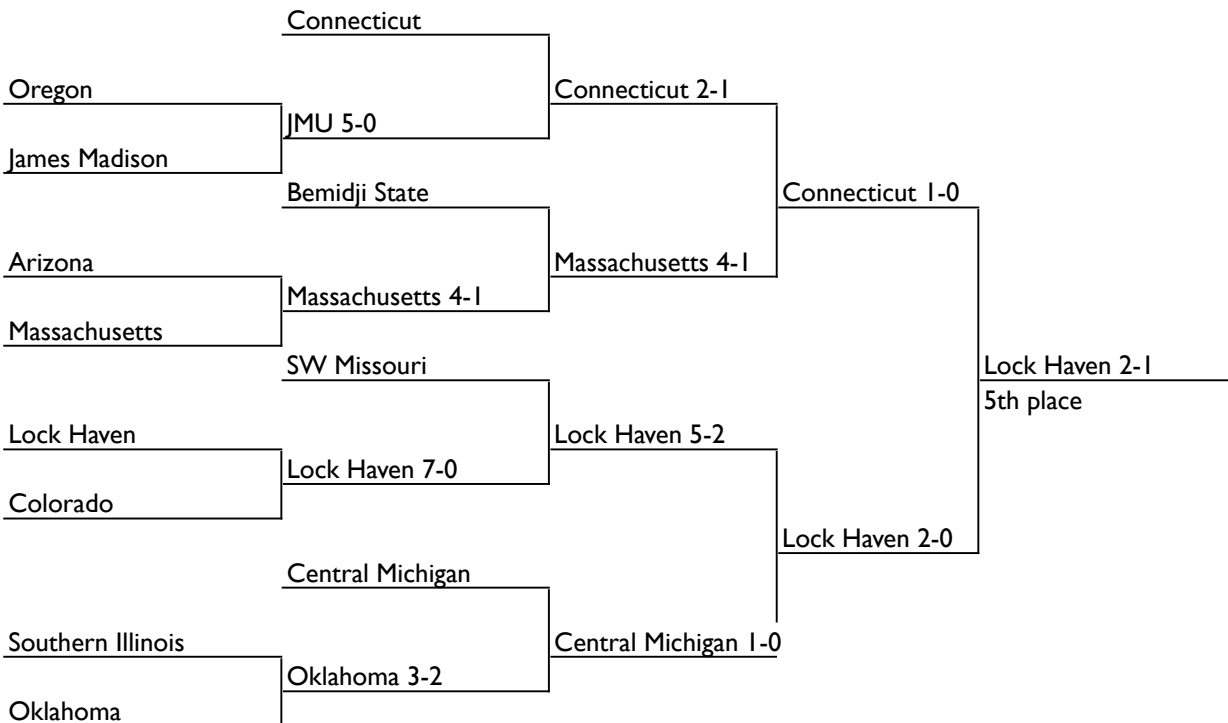 Connecticut
Oregon
Connecticut 2-1
JMU 5-0
James Madison
Bemidji State
Connecticut 1-0
Arizona
Massachusetts 4-1
Massachusetts 4-1
Massachusetts
SW Missouri
Lock Haven 2-1
5th place
Lock Haven
Lock Haven 5-2
Lock Haven 7-0
Colorado
Lock Haven 2-0
Central Michigan
Southern Illinois
Central Michigan 1-0
Oklahoma 3-2
Oklahoma